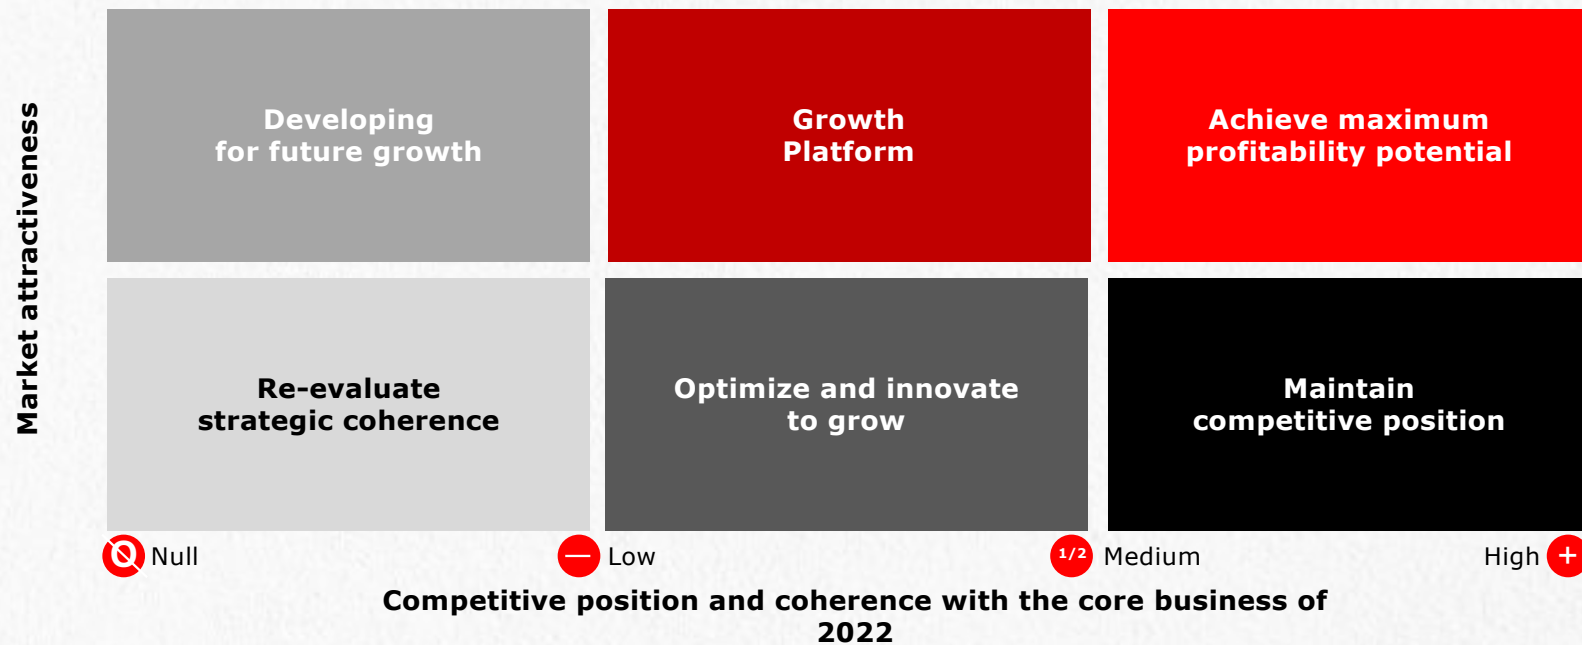 Market attractiveness
Developing
for future growth
Growth
Platform
Achieve maximum
profitability potential
Re-evaluate
strategic coherence
Optimize and innovate
to grow
Maintain
competitive position
Null
— Low
1/2 Medium
High +
Competitive position and coherence with the core business of
2022